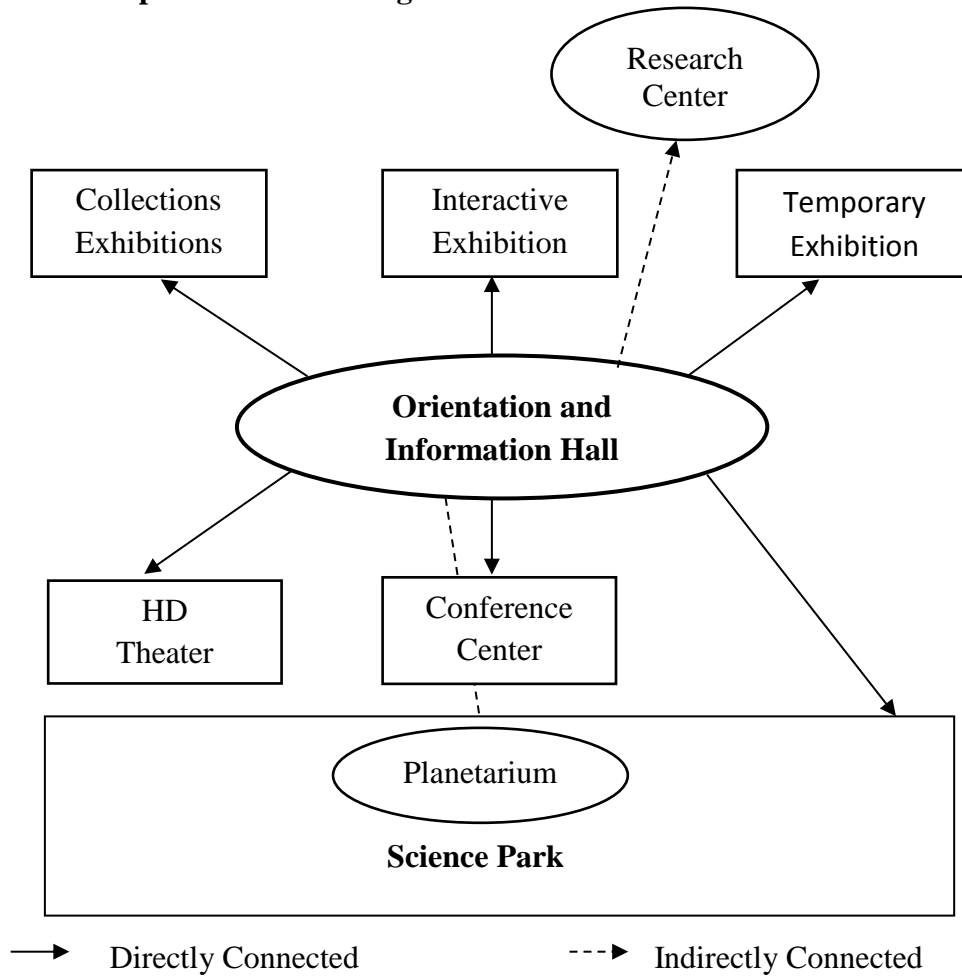 Research
Center
Collections
Exhibitions
Interactive
Exhibition
Temporary
Exhibition
Orientation and
Information Hall
HD
Theater
Conference
Center
Planetarium
Science Park
Directly Connected
Indirectly Connected